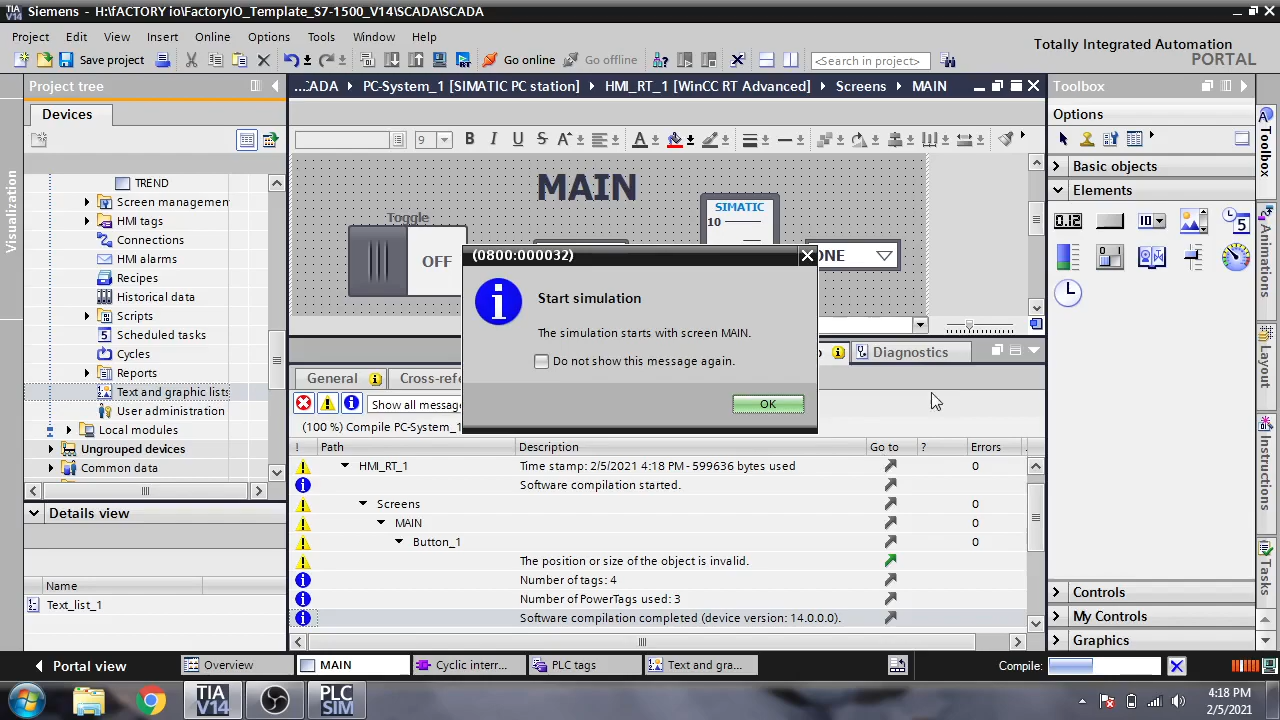 Siemens - H:\fACTORY io\FactoryIO_Template_S7-1500_V14\SCADA\SCADA
Project Edit View Insert Online Options Tools Window Help
Totally Integrated Automation
PORTAL
Save project
Go online
Go offline
<Search in project>
Project tree
...ADA PC-System_1 [SIMATIC PC station] HMI_RT_1 [WinCC RT Advanced] Screens MAIN
Toolbox
Devices
Options
9
B I U S A A
Visualization
TREND
Screen managemen
HMI tags
Connections
HMI alarms
Recipes
Historical data
Scripts
Scheduled tasks
Cycles
Reports
Text and graphic lists
User administration
Local modules
Ungrouped devices
Common data
Details view
Name
Text_list_1
MAIN
Toggle
OFF
SIMATIC
10
ONE
(0800:000032)
Start simulation
The simulation starts with screen MAIN.
Do not show this message again.
OK
Diagnostics
General
Cross-refe
Show all messag
(100 %) Compile PC-System_1
! Path Description Go to ? Errors
HMI_RT_1 Time stamp: 2/5/2021 4:18 PM - 599636 bytes used 0
Software compilation started.
Screens 0
MAIN 0
Button_1 0
The position or size of the object is invalid.
Number of tags: 4
Number of PowerTags used: 3
Software compilation completed (device version: 14.0.0.0).
Basic objects
Elements
0.12
10
5
Controls
My Controls
Graphics
Toolbox
Animations
Layout
Instructions
Tasks
Portal view
Overview
MAIN
Cyclic interr...
PLC tags
Text and gra...
Compile:
TIA V14
PLC SIM
4:18 PM
2/5/2021